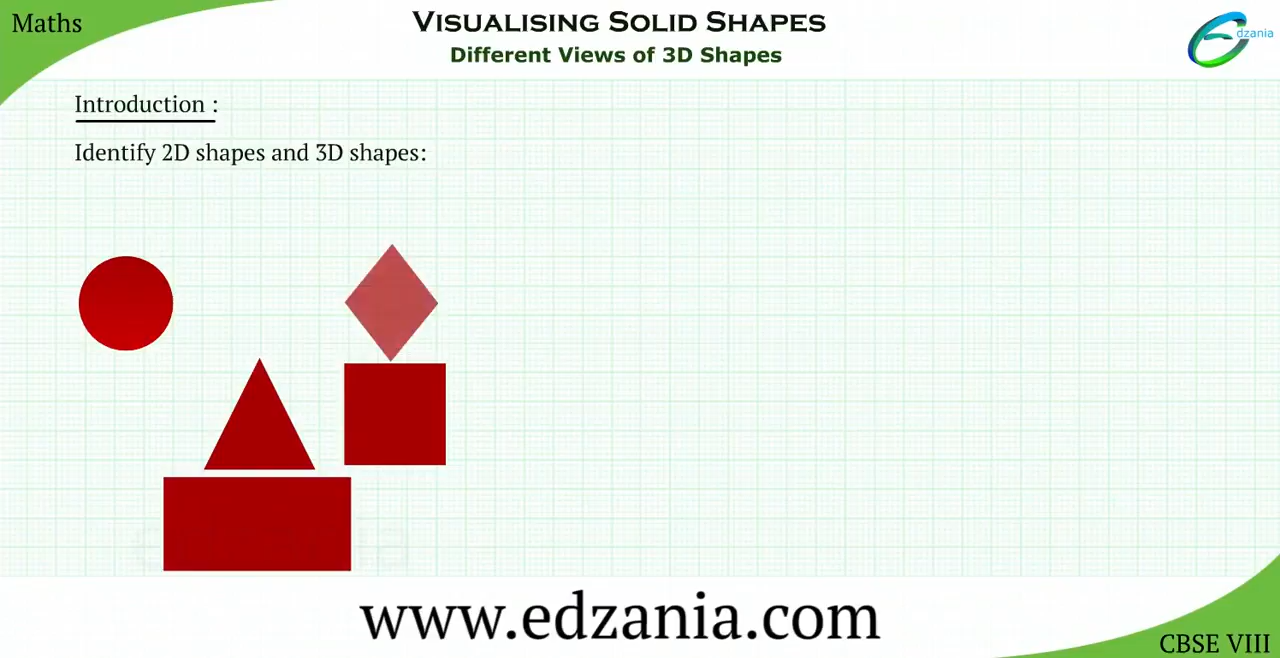 Maths
VISUALISING SOLID SHAPES
Different Views of 3D Shapes
Edzania
Introduction :
Identify 2D shapes and 3D shapes:
www.edzania.com
CBSE VIII